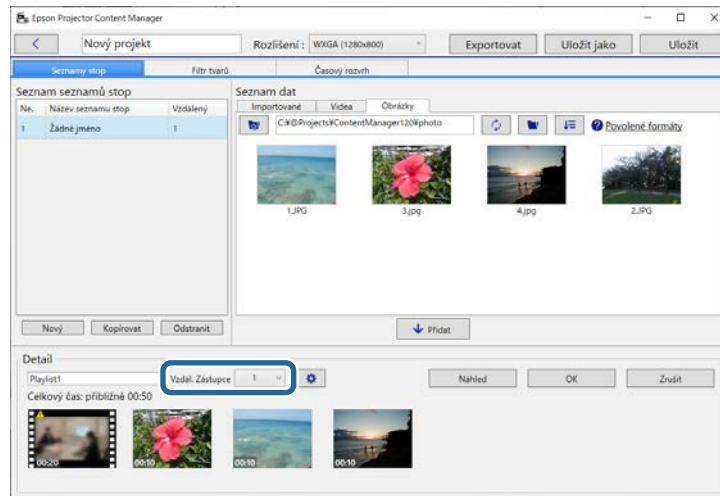 Epson Projector Content Manager
Nový projekt
Rozlišení : WXGA (1280x800)
Exportovat
Uložit jako
Uložit
Seznamy stop
Filtr tvarů
Časový rozvrh
Seznam seznamů stop
Ne. Název seznamu stop Vzdálený
1 Žádné jméno 1
Nový
Kopírovat
Odstranit
Seznam dat
Importované
Videa
Obrázky
C:¥@Projects¥ContentManager120¥photo
Povolené formáty
1.JPG
3.jpg
4.jpg
2.JPG
Přidat
Detail
Playlist1
Vzdál. Zástupce 1
Náhled
OK
Zrušit
Celkový čas: přibližně 00:50
00:20
00:10
00:10
00:10